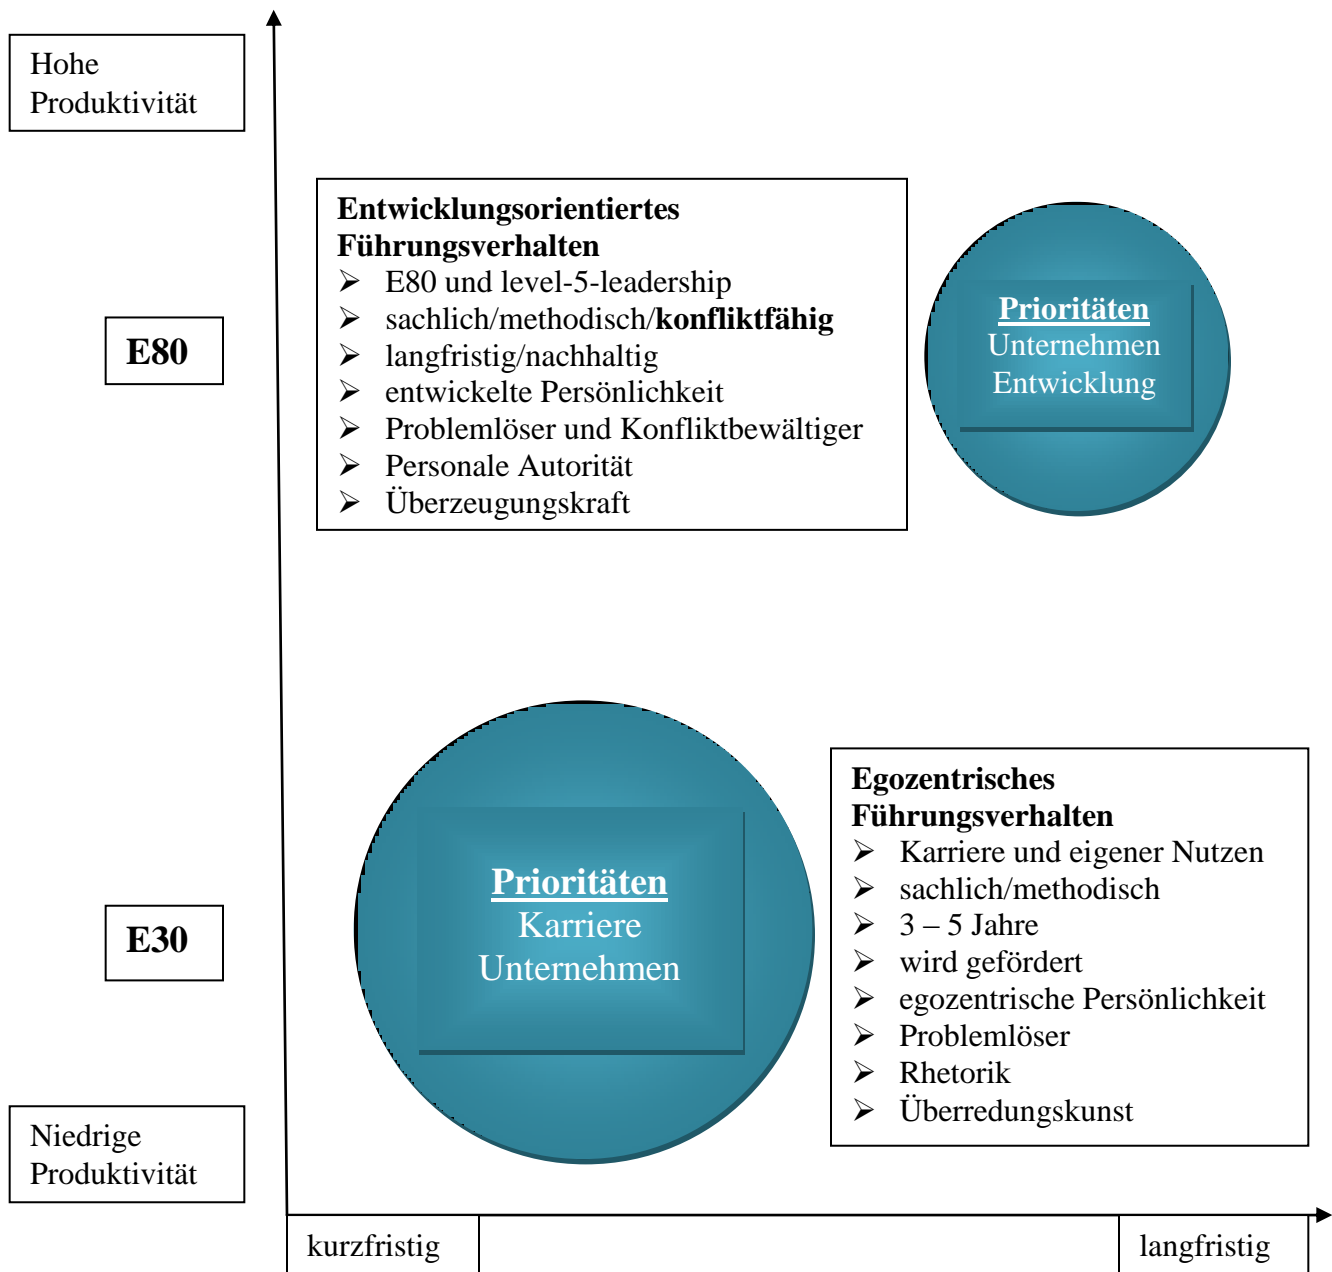 Hohe
Produktivität
Entwicklungsorientiertes
Führungsverhalten
➢ E80 und level-5-leadership
➢ sachlich/methodisch/konfliktfähig
➢ langfristig/nachhaltig
➢ entwickelte Persönlichkeit
➢ Problemlöser und Konfliktbewältiger
➢ Personale Autorität
➢ Überzeugungskraft
Prioritäten
Unternehmen
Entwicklung
E80
Prioritäten
Karriere
Unternehmen
Egozentrisches
Führungsverhalten
➢ Karriere und eigener Nutzen
➢ sachlich/methodisch
➢ 3 – 5 Jahre
➢ wird gefördert
➢ egozentrische Persönlichkeit
➢ Problemlöser
➢ Rhetorik
➢ Überredungskunst
E30
Niedrige
Produktivität
kurzfristig
langfristig